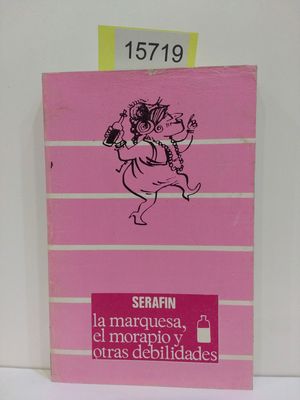 15719
SERAFIN
la marquesa,
el morapio y
otras debilidades